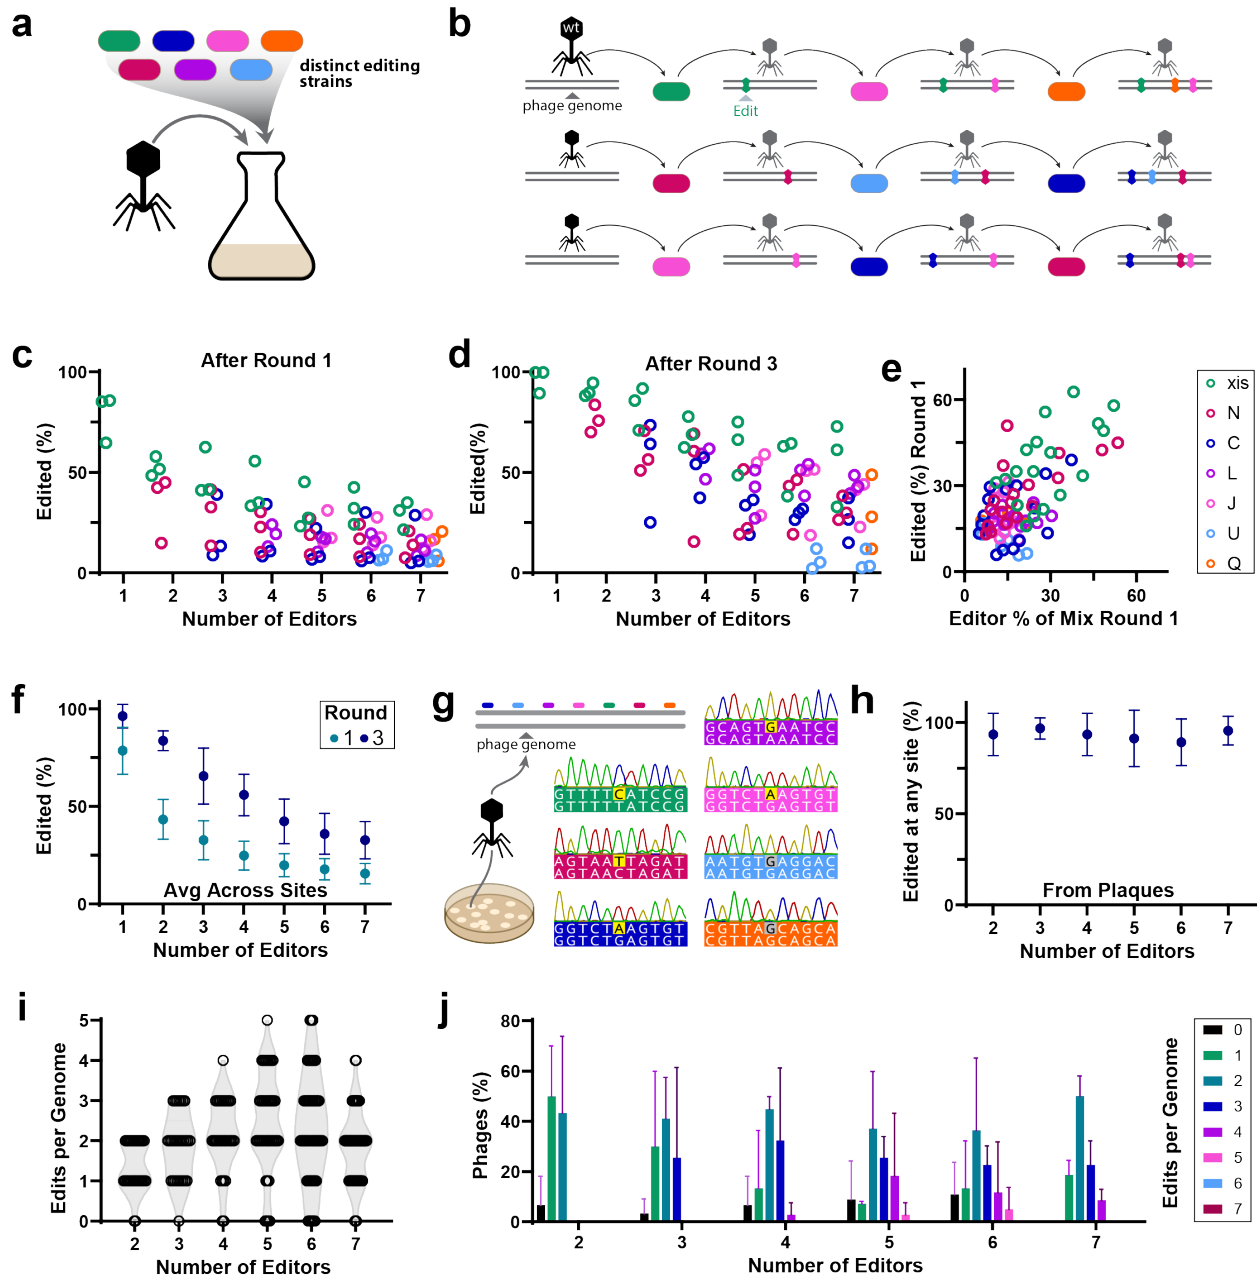 a
distinct editing
strains
b
wt
phage genome
Edit
c
After Round 1
Edited (%)
100
50
0
1 2 3 4 5 6 7
Number of Editors
d
After Round 3
Edited(%)
100
50
0
1 2 3 4 5 6 7
Number of Editors
e
Edited (%) Round 1
60
30
0
0 30 60
Editor % of Mix Round 1
xis
N
C
L
J
U
Q
f
Edited (%)
100
50
0
Round
1 3
Avg Across Sites
1 2 3 4 5 6 7
Number of Editors
g
phage genome
GCAGTGAATCC
GCAGTAAATCC
GTTTTCATCCG
GTTTTTATCCG
GGTCTAAGTGT
GGTCTGAGTGT
AGTAATTAGAT
AGTAACTAGAT
AATGTGAGGAC
AATGTGAGGAC
GGTCTAAGTGT
GGTCTGAGTGT
CGTTAGCAGCA
CGTTAGCAGCA
h
Edited at any site (%)
100
50
0
From Plaques
2 3 4 5 6 7
Number of Editors
i
Edits per Genome
5
4
3
2
1
0
2 3 4 5 6 7
Number of Editors
j
Phages (%)
80
60
40
20
0
2 3 4 5 6 7
Number of Editors
Edits per Genome
0
1
2
3
4
5
6
7